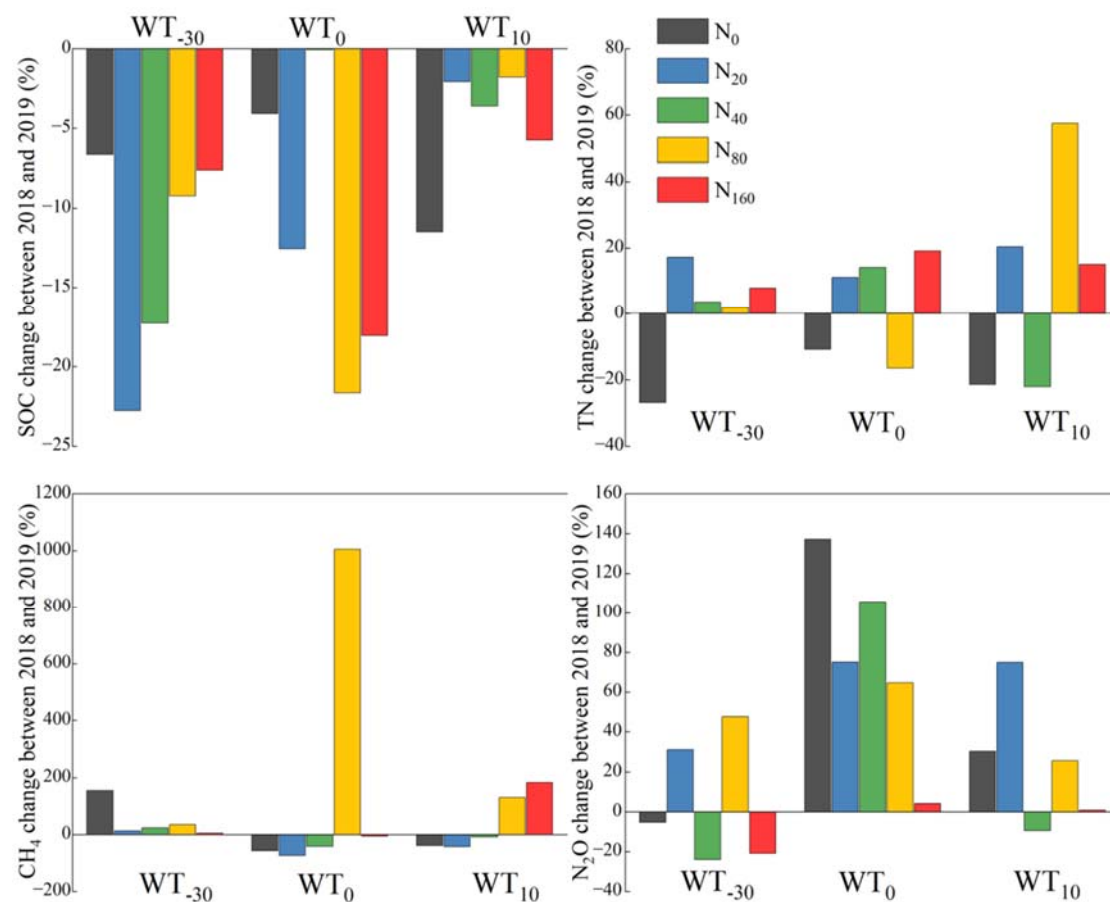 WT-30 WT0 WT10
0
−5
−10
−15
−20
−25
SOC change between 2018 and 2019 (%)
N0
N20
N40
N80
N160
80
60
40
20
0
−20
−40
TN change between 2018 and 2019 (%)
WT-30 WT0 WT10
1200
1000
800
600
400
200
0
−200
CH4 change between 2018 and 2019 (%)
WT-30 WT0 WT10
160
140
120
100
80
60
40
20
0
−20
−40
N2O change between 2018 and 2019 (%)
WT-30 WT0 WT10